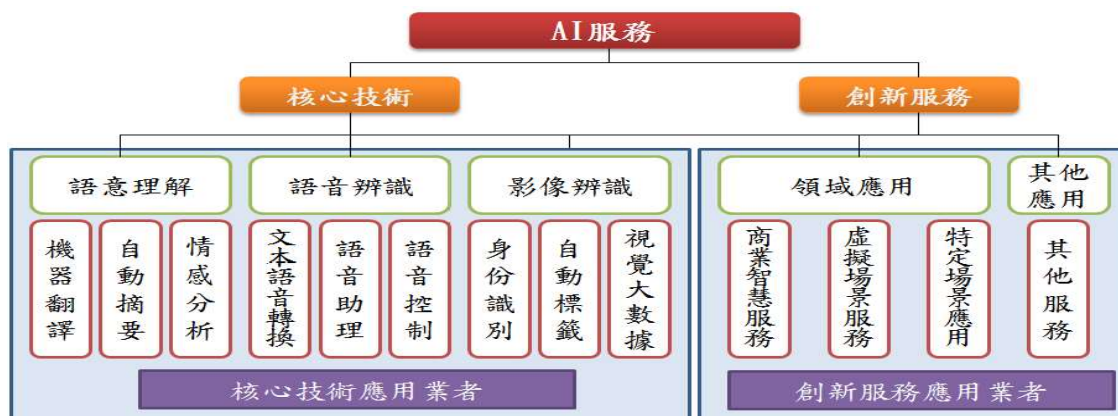 AI服務
核心技術
創新服務
語意理解
語音辨識
影像辨識
領域應用
其他
應用
機器翻譯
自動摘要
情感分析
文本語音轉換
語音助理
語音控制
身份識別
自動標籤
視覺大數據
商業智慧服務
虛擬場景服務
特定場景應用
其他服務
核心技術應用業者
創新服務應用業者